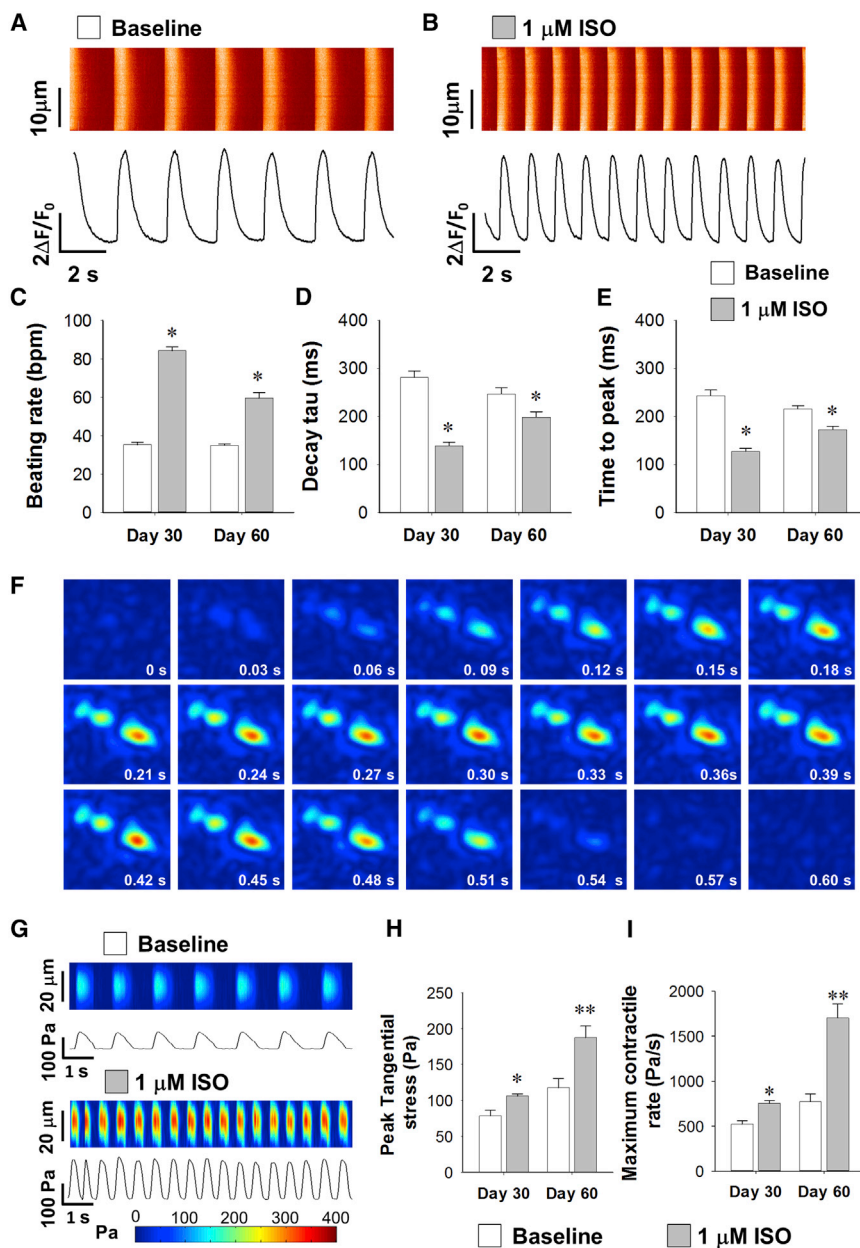 A
Baseline
10μm
2ΔF/F0
2 s
B
1 μM ISO
10μm
2ΔF/F0
2 s
Baseline
1 μM ISO
C
Beating rate (bpm)
100
80
60
40
20
0
*
*
Day 30
Day 60
D
Decay tau (ms)
400
300
200
100
0
*
*
Day 30
Day 60
E
Time to peak (ms)
400
300
200
100
0
*
*
Day 30
Day 60
F
0 s
0.03 s
0.06 s
0. 09 s
0.12 s
0.15 s
0.18 s
0.21 s
0.24 s
0.27 s
0.30 s
0.33 s
0.36s
0.39 s
0.42 s
0.45 s
0.48 s
0.51 s
0.54 s
0.57 s
0.60 s
G
Baseline
20 μm
100 Pa
1 s
1 μM ISO
20 μm
100 Pa
1 s
Pa
0
100
200
300
400
H
Peak Tangential
stress (Pa)
250
200
150
100
50
0
*
**
Day 30
Day 60
I
Maximum contractile
rate (Pa/s)
2000
1500
1000
500
0
*
**
Day 30
Day 60
Baseline
1 μM ISO